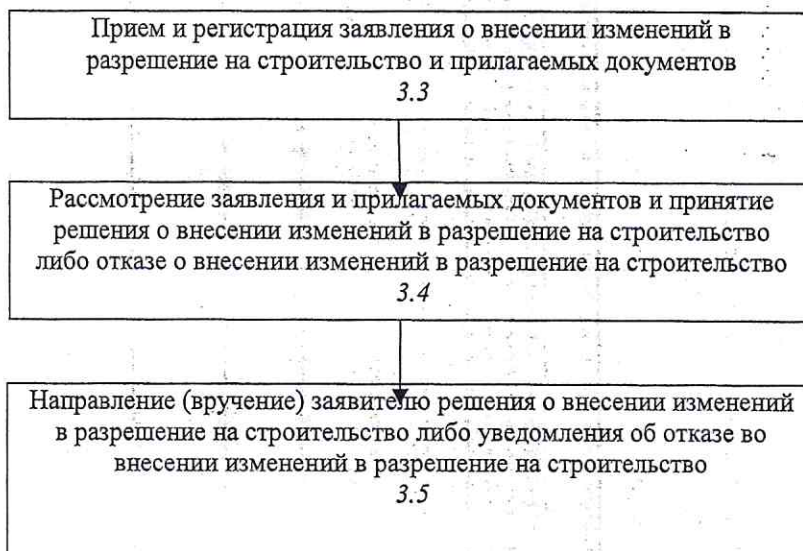 Прием и регистрация заявления о внесении изменений в
разрешение на строительство и прилагаемых документов
3.3
Рассмотрение заявления и прилагаемых документов и принятие
решения о внесении изменений в разрешение на строительство
либо отказе о внесении изменений в разрешение на строительство
3.4
Направление (вручение) заявителю решения о внесении изменений
в разрешение на строительство либо уведомления об отказе во
внесении изменений в разрешение на строительство
3.5